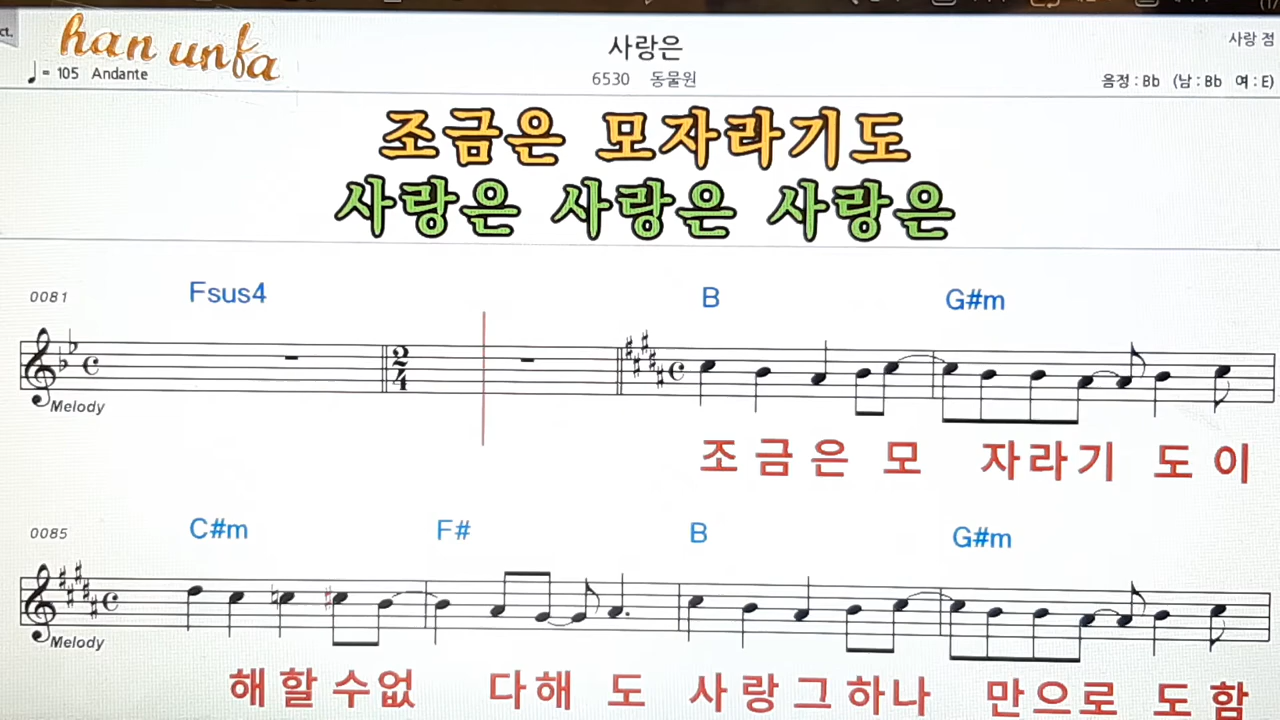 ct.
han unfa
사랑은
사랑 점
♩= 105 Andante
6530 동물원
음정 : Bb (남 : Bb 여 : E)
조금은 모자라기도
사랑은 사랑은 사랑은
0081 Fsus4 B G#m
2
4
Melody
조 금 은 모 자 라 기 도 이
0085 C#m F# B G#m
Melody
해 할 수 없 다 해 도 사 랑 그 하 나 만 으 로 도 함